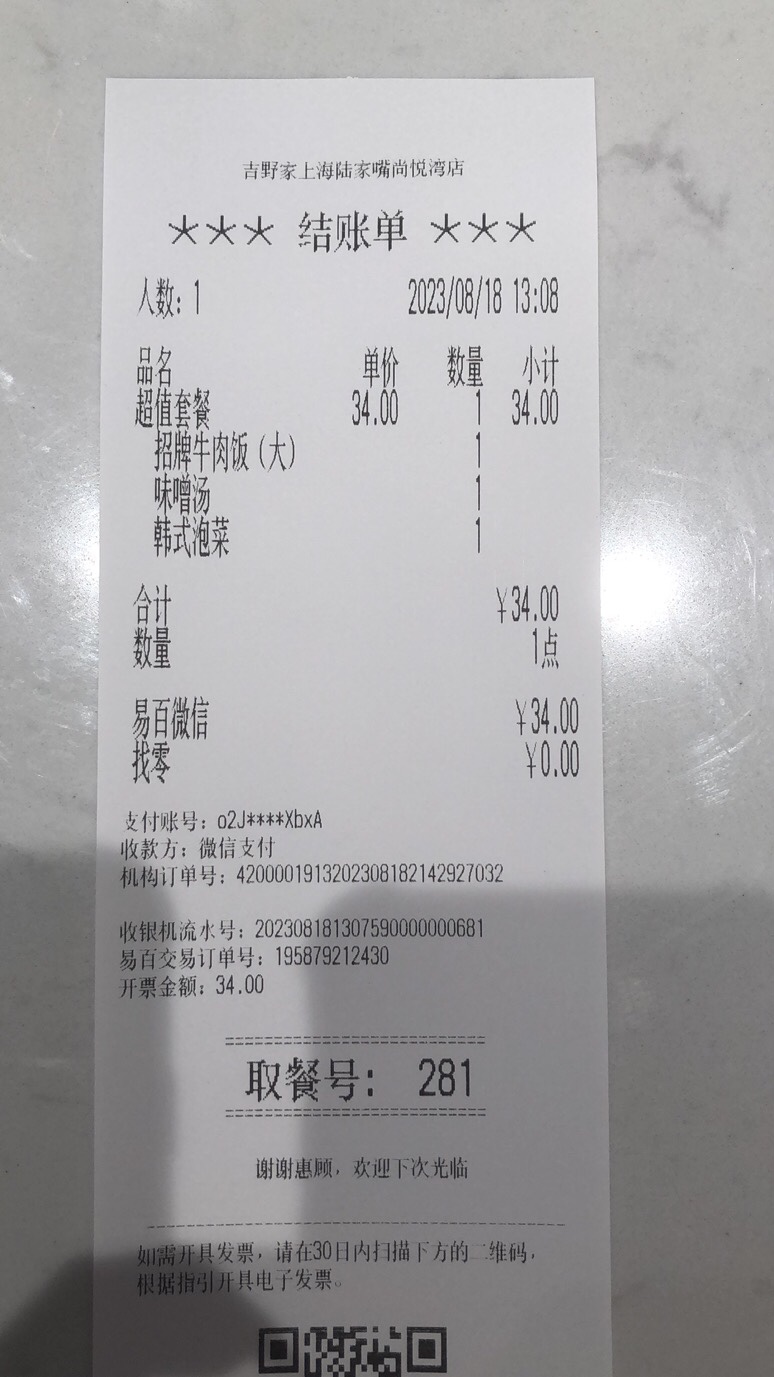 吉野家上海陆家嘴尚悦湾店
*** 结账单 ***
人数: 1 2023/08/18 13:08
品名 单价 数量 小计
超值套餐 34.00 1 34.00
招牌牛肉饭（大） 1
味噌汤 1
韩式泡菜 1
合计 ¥34.00
数量 1点
易百微信 ¥34.00
找零 ¥0.00
支付账号: o2J****XbxA
收款方: 微信支付
机构订单号: 4200001913202308182142927032
收银机流水号: 202308181307590000000681
易百交易订单号: 195879212430
开票金额: 34.00
取餐号: 281
谢谢惠顾，欢迎下次光临
如需开具发票，请在30日内扫描下方的二维码，
根据指引开具电子发票。